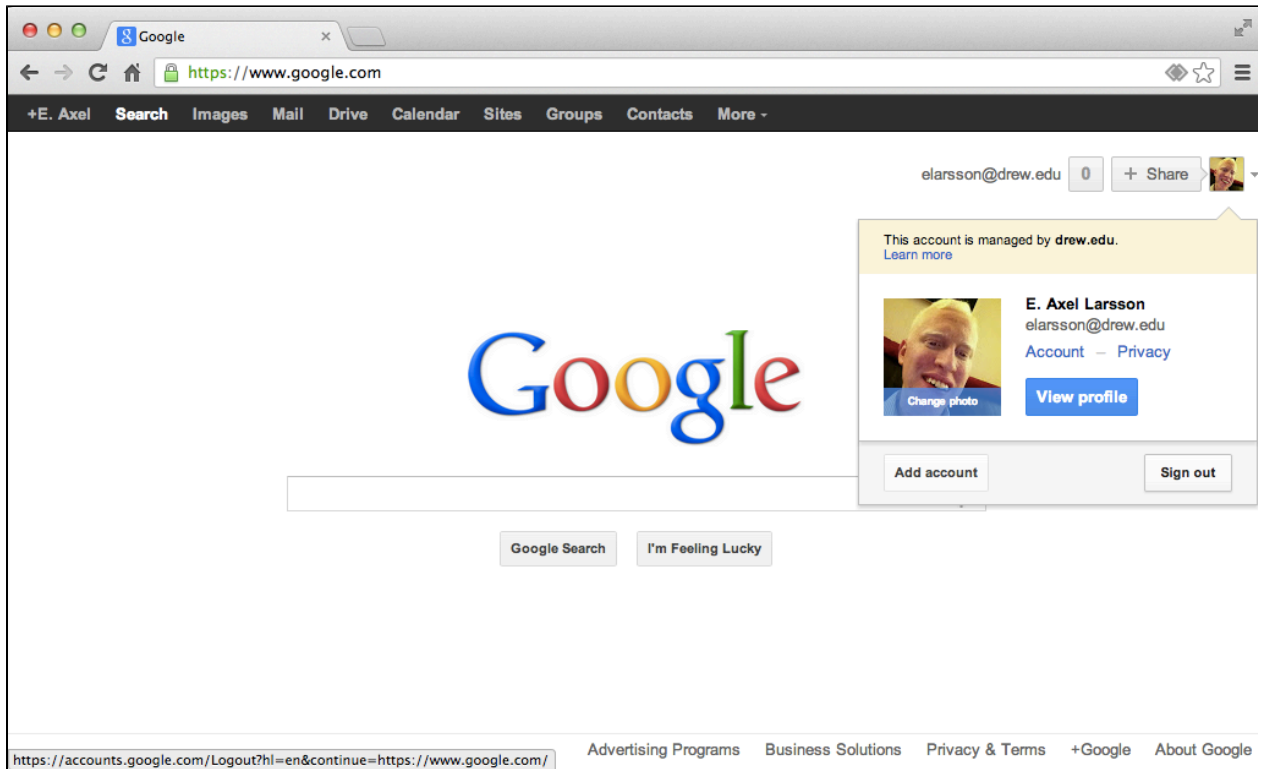 Google
https://www.google.com
+E. Axel Search Images Mail Drive Calendar Sites Groups Contacts More
elarsson@drew.edu 0 + Share
This account is managed by drew.edu.
Learn more
E. Axel Larsson
elarsson@drew.edu
Account – Privacy
Change photo
View profile
Add account
Sign out
Google
Google Search
I'm Feeling Lucky
https://accounts.google.com/Logout?hl=en&continue=https://www.google.com/
Advertising Programs Business Solutions Privacy & Terms +Google About Google